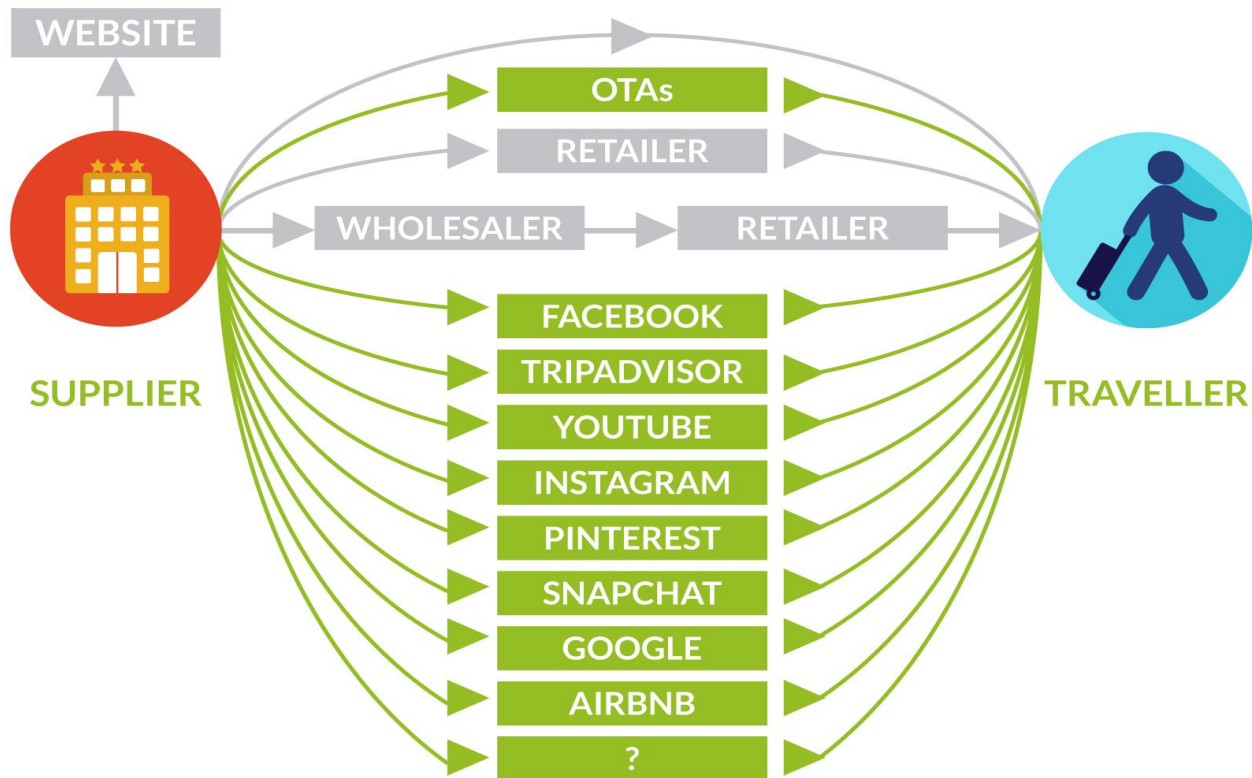 WEBSITE
OTAs
RETAILER
WHOLESALER
RETAILER
FACEBOOK
TRIPADVISOR
SUPPLIER
TRAVELLER
YOUTUBE
INSTAGRAM
PINTEREST
SNAPCHAT
GOOGLE
AIRBNB
?